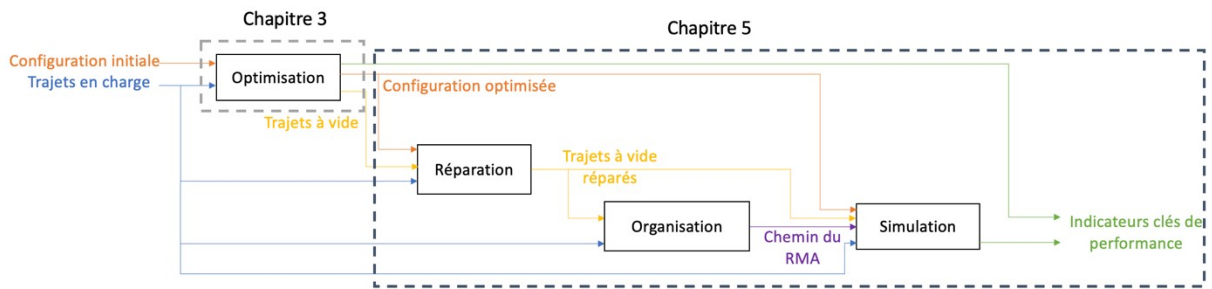 Chapitre 3
Chapitre 5
Configuration initiale
Trajets en charge
Optimisation
Configuration optimisée
Trajets à vide
Réparation
Trajets à vide
réparés
Organisation
Chemin du
RMA
Simulation
Indicateurs clés de
performance